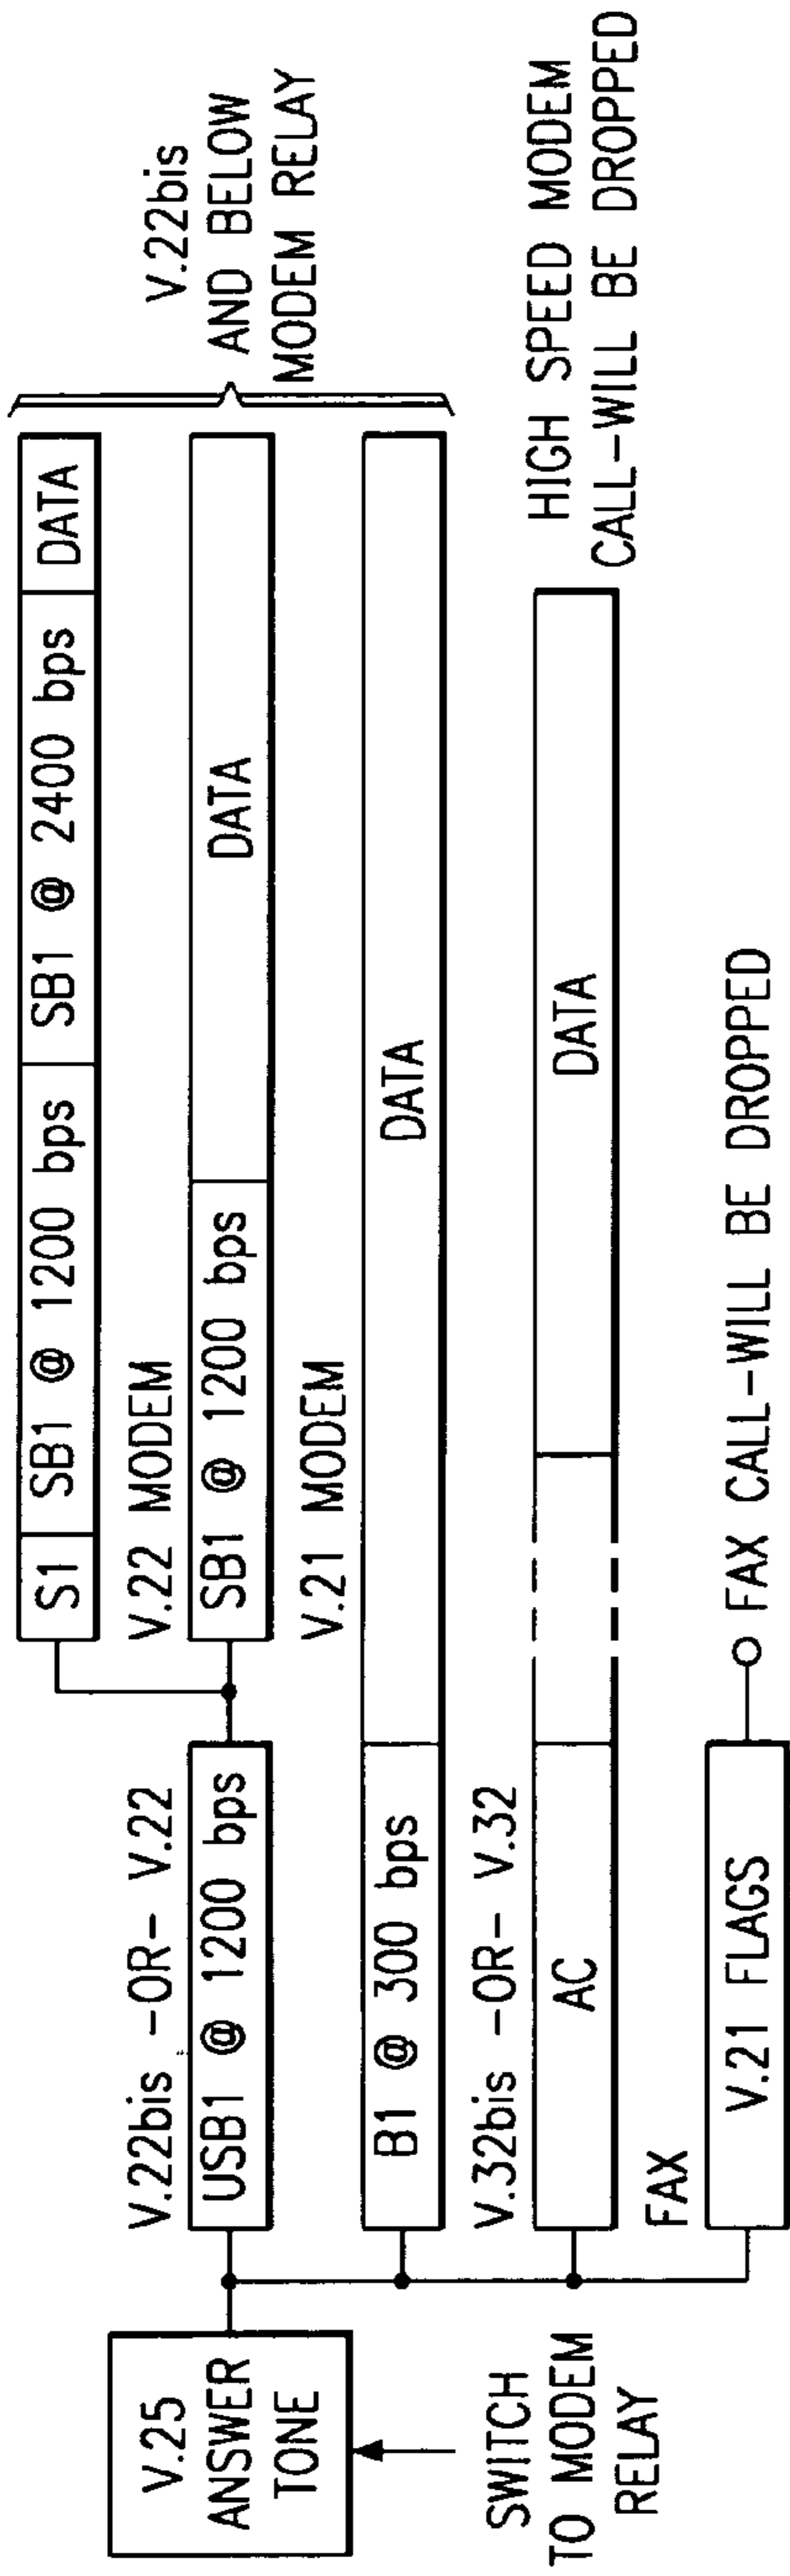 V.25
ANSWER
TONE
SWITCH
TO MODEM
RELAY
V.22bis -OR- V.22
USB1 @ 1200 bps
S1 SB1 @ 1200 bps SB1 @ 2400 bps DATA
V.22 MODEM
SB1 @ 1200 bps DATA
V.22bis
AND BELOW
MODEM RELAY
V.21 MODEM
B1 @ 300 bps DATA
V.32bis -OR- V.32
AC DATA
HIGH SPEED MODEM
CALL-WILL BE DROPPED
FAX
V.21 FLAGS
FAX CALL-WILL BE DROPPED